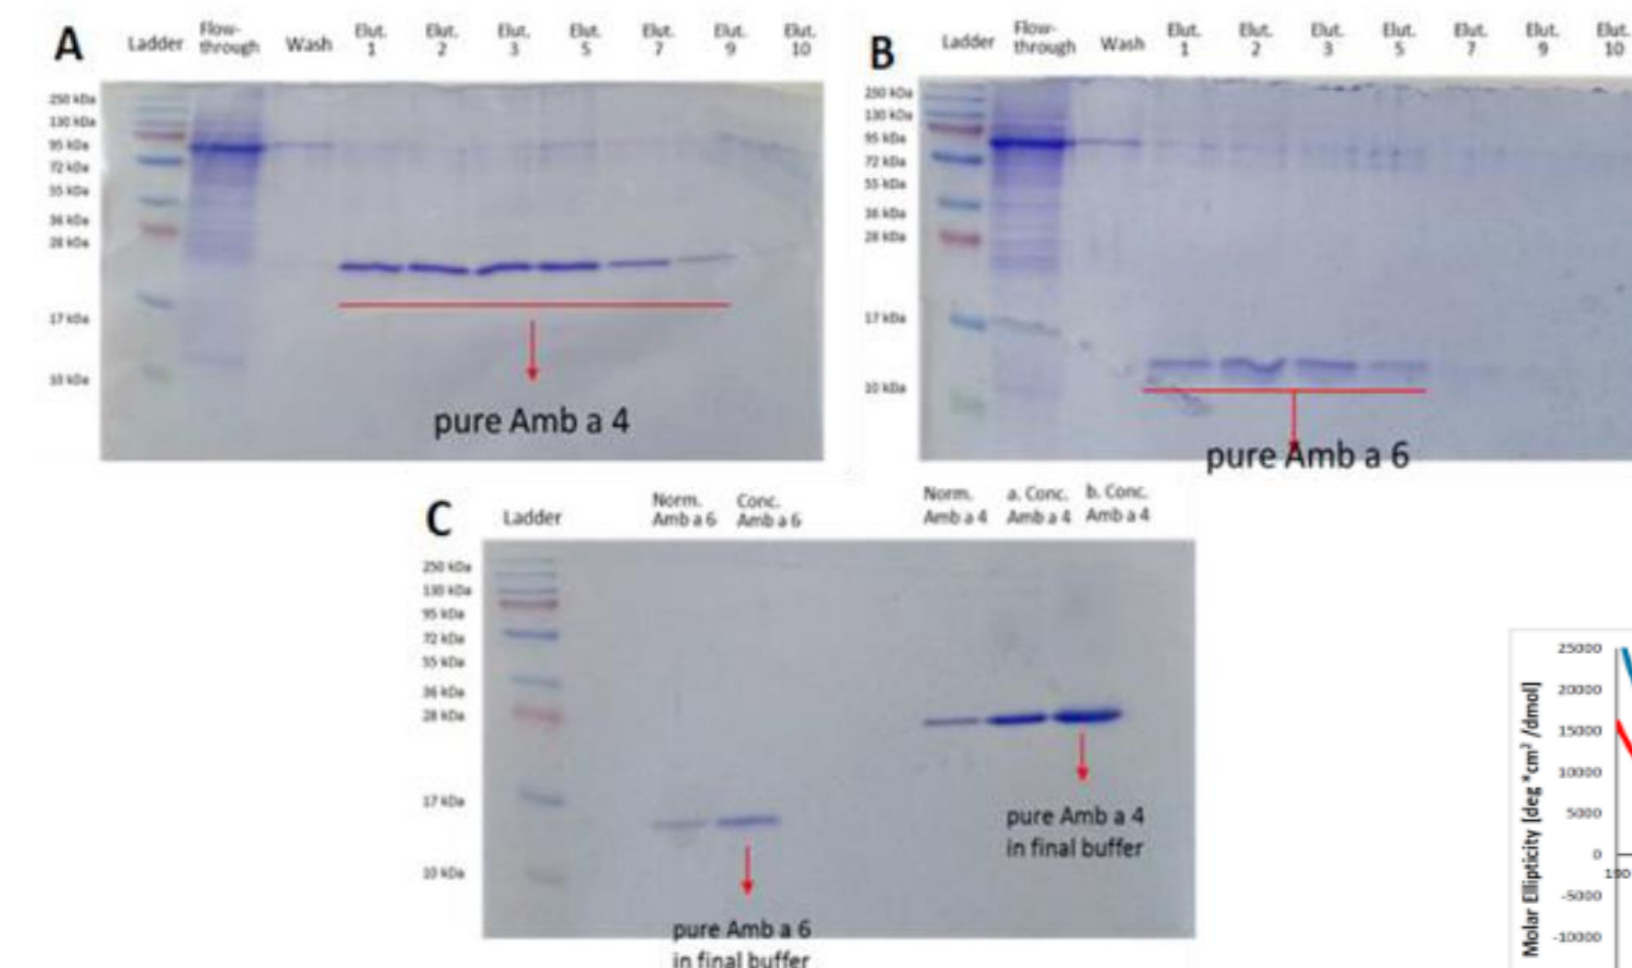 A
Ladder
Flow-
through
Wash
Elut.
1
Elut.
2
Elut.
3
Elut.
5
Elut.
7
Elut.
9
Elut.
10
250 kDa
130 kDa
95 kDa
72 kDa
55 kDa
36 kDa
28 kDa
17 kDa
10 kDa
pure Amb a 4
B
Ladder
Flow-
through
Wash
Elut.
1
Elut.
2
Elut.
3
Elut.
5
Elut.
7
Elut.
9
Elut.
10
250 kDa
130 kDa
95 kDa
72 kDa
55 kDa
36 kDa
28 kDa
17 kDa
10 kDa
pure Amb a 6
C
Ladder
Norm.
Amb a 6
Conc.
Amb a 6
Norm.
Amb a 4
a. Conc.
Amb a 4
b. Conc.
Amb a 4
250 kDa
130 kDa
95 kDa
72 kDa
55 kDa
36 kDa
28 kDa
17 kDa
10 kDa
pure Amb a 4
in final buffer
pure Amb a 6
in final buffer
Molar Ellipticity [deg *cm² /dmol]
25000
20000
15000
10000
5000
0
190
-5000
-10000